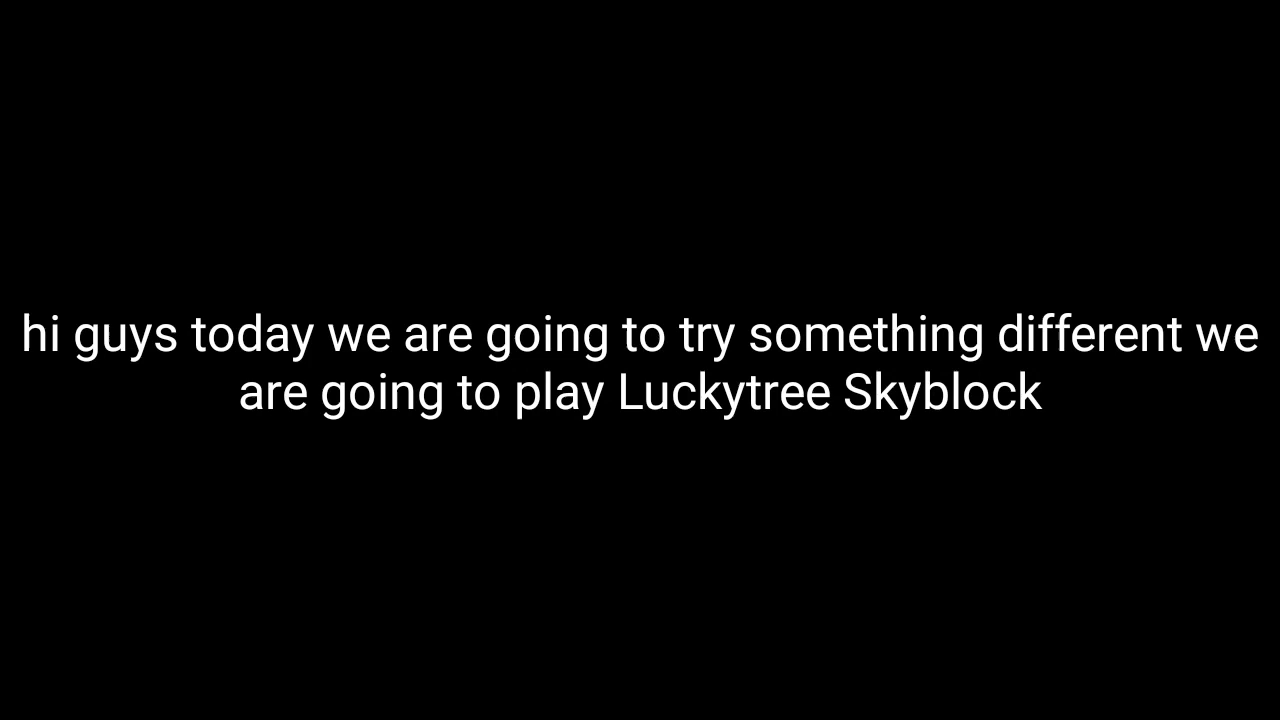 hi guys today we are going to try something different we
are going to play Luckytree Skyblock